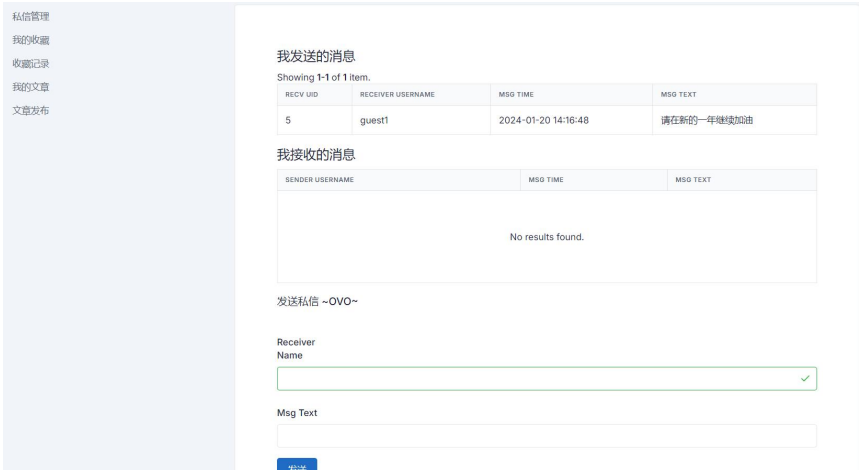 私信管理
我的收藏
收藏记录
我的文章
文章发布
我发送的消息
Showing 1-1 of 1 item.
RECV UID RECEIVER USERNAME MSG TIME MSG TEXT
5 guest1 2024-01-20 14:16:48 请在新的一年继续加油
我接收的消息
SENDER USERNAME MSG TIME MSG TEXT
No results found.
发送私信 ~OVO~
Receiver
Name
Msg Text
发送